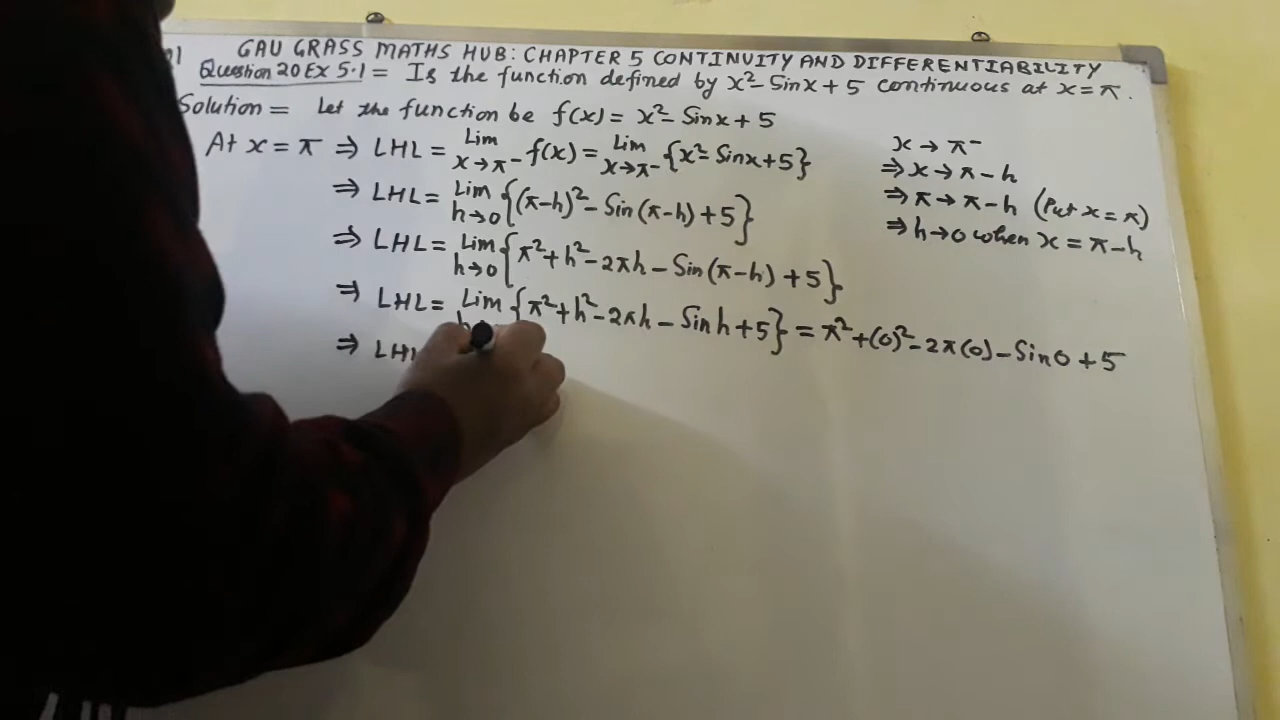 GAU GRASS MATHS HUB: CHAPTER 5 CONTINUITY AND DIFFERENTIABILITY
Question 20 Ex 5.1 = Is the function defined by x² - Sinx + 5 continuous at x = π.
Solution = Let the function be f(x) = x² - Sinx + 5
At x = π ⇒ LHL = Lim x→π⁻ f(x) = Lim x→π⁻ {x² - Sinx + 5}
⇒ LHL = Lim h→0 {(π-h)² - Sin(π-h) + 5}
⇒ LHL = Lim h→0 {π² + h² - 2πh - Sin(π-h) + 5}
⇒ LHL = Lim {π² + h² - 2πh - Sinh + 5} = π² + (0)² - 2π(0) - Sin0 + 5
⇒ LHL
x → π⁻
⇒ x → π - h
⇒ π → π - h (Put x = π)
⇒ h → 0 when x = π - h